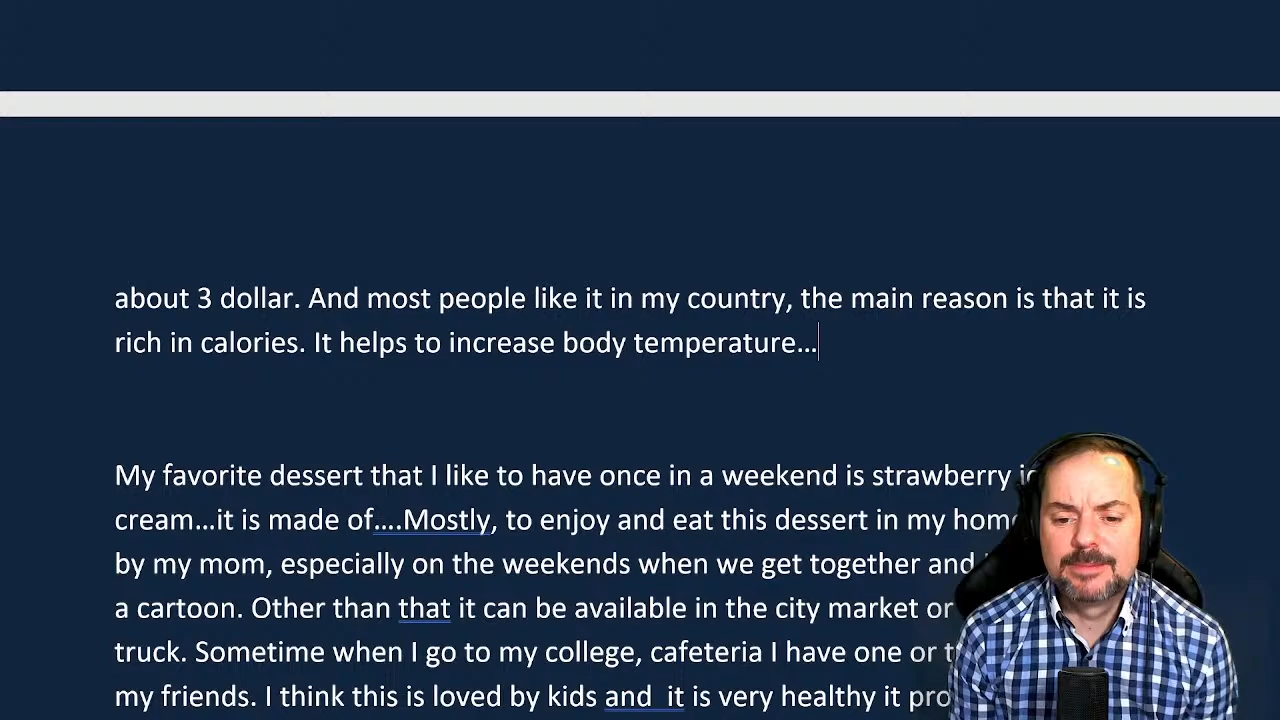 about 3 dollar. And most people like it in my country, the main reason is that it is
rich in calories. It helps to increase body temperature...
My favorite dessert that I like to have once in a weekend is strawberry
cream...it is made of....Mostly, to enjoy and eat this dessert in my
by my mom, especially on the weekends when we get together and
a cartoon. Other than that it can be available in the city market or
truck. Sometime when I go to my college, cafeteria I have one or
my friends. I think this is loved by kids and  it is very healthy it